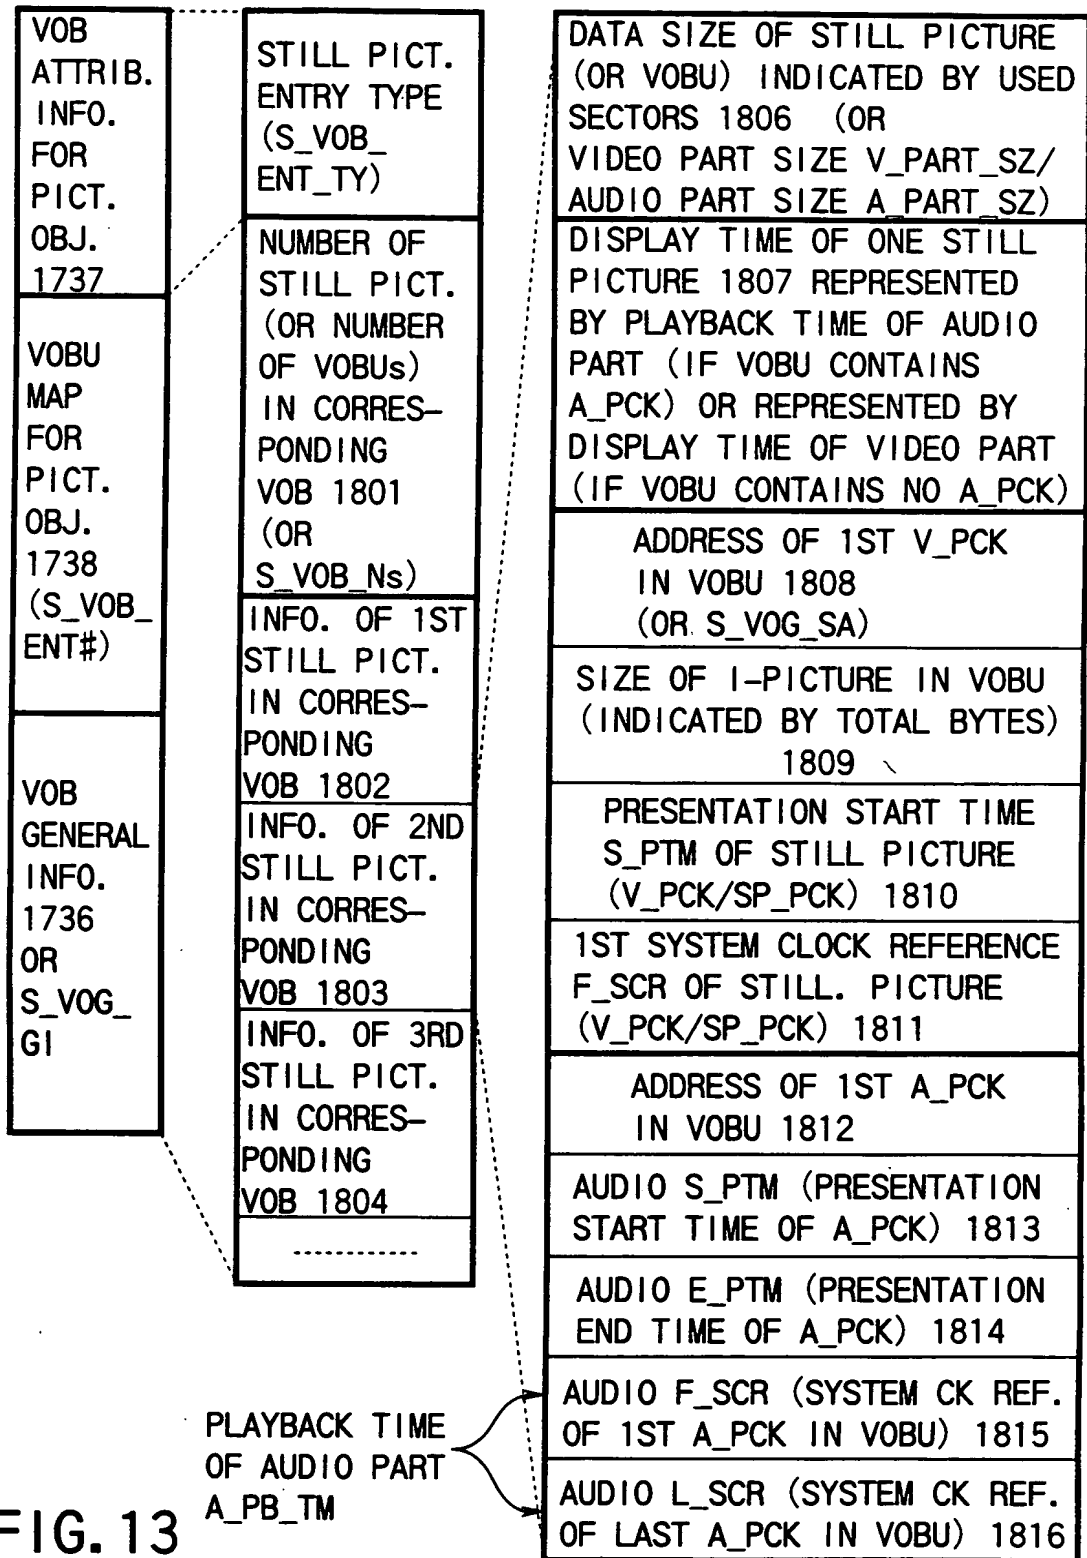 VOB
ATTRIB.
INFO.
FOR
PICT.
OBJ.
1737
VOBU
MAP
FOR
PICT.
OBJ.
1738
(S_VOB_
ENT#)
VOB
GENERAL
INFO.
1736
OR
S_VOG_
GI
STILL PICT.
ENTRY TYPE
(S_VOB_
ENT_TY)
NUMBER OF
STILL PICT.
(OR NUMBER
OF VOBUs)
IN CORRES-
PONDING
VOB 1801
(OR
S_VOB_Ns)
INFO. OF 1ST
STILL PICT.
IN CORRES-
PONDING
VOB 1802
INFO. OF 2ND
STILL PICT.
IN CORRES-
PONDING
VOB 1803
INFO. OF 3RD
STILL PICT.
IN CORRES-
PONDING
VOB 1804
DATA SIZE OF STILL PICTURE
(OR VOBU) INDICATED BY USED
SECTORS 1806 (OR
VIDEO PART SIZE V_PART_SZ/
AUDIO PART SIZE A_PART_SZ)
DISPLAY TIME OF ONE STILL
PICTURE 1807 REPRESENTED
BY PLAYBACK TIME OF AUDIO
PART (IF VOBU CONTAINS
A_PCK) OR REPRESENTED BY
DISPLAY TIME OF VIDEO PART
(IF VOBU CONTAINS NO A_PCK)
ADDRESS OF 1ST V_PCK
IN VOBU 1808
(OR S_VOG_SA)
SIZE OF I-PICTURE IN VOBU
(INDICATED BY TOTAL BYTES)
1809
PRESENTATION START TIME
S_PTM OF STILL PICTURE
(V_PCK/SP_PCK) 1810
1ST SYSTEM CLOCK REFERENCE
F_SCR OF STILL. PICTURE
(V_PCK/SP_PCK) 1811
ADDRESS OF 1ST A_PCK
IN VOBU 1812
AUDIO S_PTM (PRESENTATION
START TIME OF A_PCK) 1813
AUDIO E_PTM (PRESENTATION
END TIME OF A_PCK) 1814
AUDIO F_SCR (SYSTEM CK REF.
OF 1ST A_PCK IN VOBU) 1815
AUDIO L_SCR (SYSTEM CK REF.
OF LAST A_PCK IN VOBU) 1816
PLAYBACK TIME
OF AUDIO PART
A_PB_TM
FIG. 13